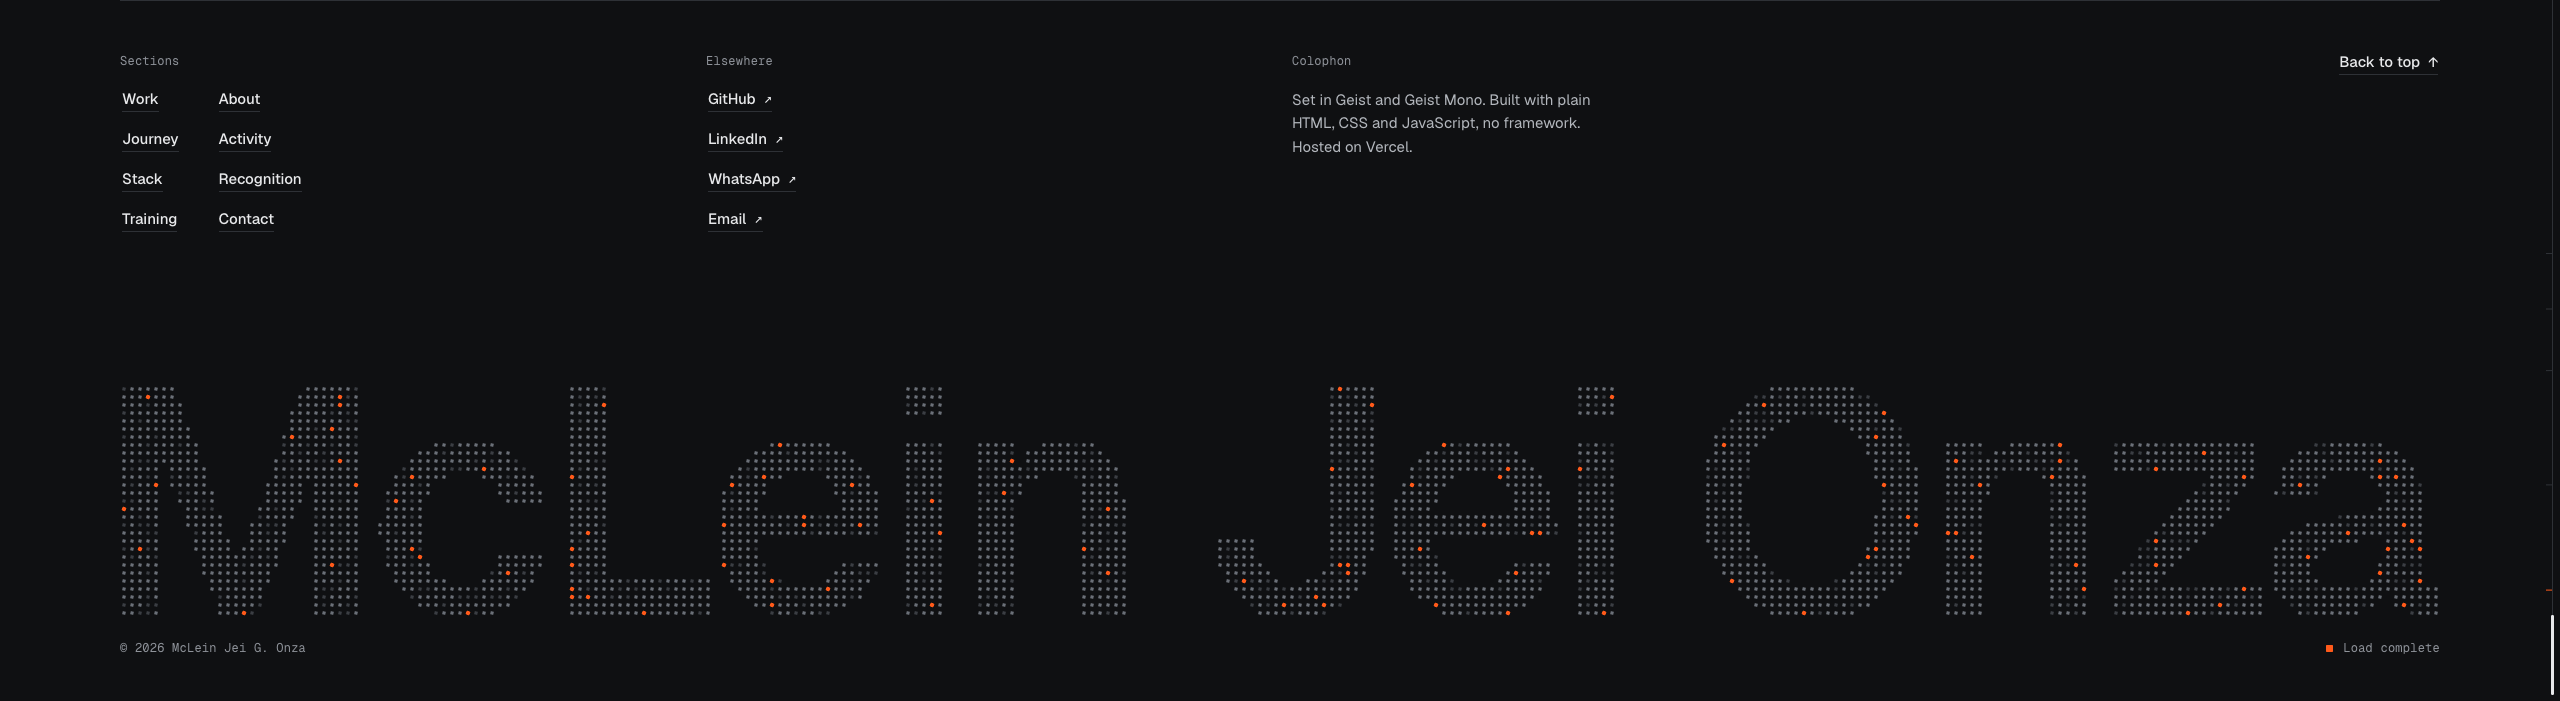 Sections
Work
About
Journey
Activity
Stack
Recognition
Training
Contact
Elsewhere
GitHub ↗
LinkedIn ↗
WhatsApp ↗
Email ↗
Colophon
Set in Geist and Geist Mono. Built with plain
HTML, CSS and JavaScript, no framework.
Hosted on Vercel.
Back to top ↑
McLein Jei Onza
© 2026 McLein Jei G. Onza
Load complete